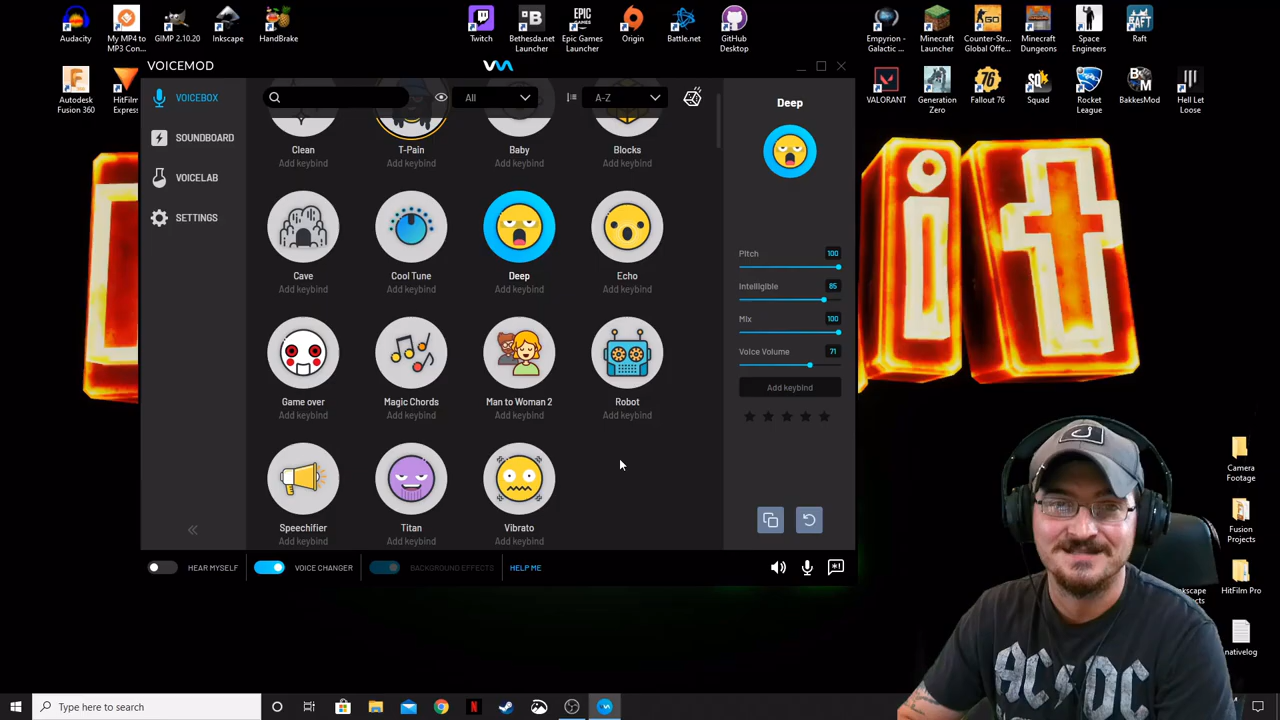 Audacity
My MP4 to
MP3 Con...
GIMP 2.10.20
Inkscape
HandBrake
Twitch
Bethesda.net
Launcher
Epic Games
Launcher
Origin
Battle.net
GitHub
Desktop
Empyrion -
Galactic ...
Minecraft
Launcher
Counter-Str...
Global Offe...
Minecraft
Dungeons
Space
Engineers
Raft
Autodesk
Fusion 360
HitFilm
Express
VALORANT
Generation
Zero
Fallout 76
Squad
Rocket
League
BakkesMod
Hell Let
Loose
VOICEMOD
VOICEBOX
SOUNDBOARD
VOICELAB
SETTINGS
All
A-Z
Clean
Add keybind
T-Pain
Add keybind
Baby
Add keybind
Blocks
Add keybind
Cave
Add keybind
Cool Tune
Add keybind
Deep
Add keybind
Echo
Add keybind
Game over
Add keybind
Magic Chords
Add keybind
Man to Woman 2
Add keybind
Robot
Add keybind
Speechifier
Add keybind
Titan
Add keybind
Vibrato
Add keybind
Deep
Pitch 100
Intelligible 85
Mix 100
Voice Volume 71
Add keybind
HEAR MYSELF
VOICE CHANGER
BACKGROUND EFFECTS
HELP ME
it
Camera
Footage
Fusion
Projects
HitFilm Pro
nativelog
AC DC
Type here to search